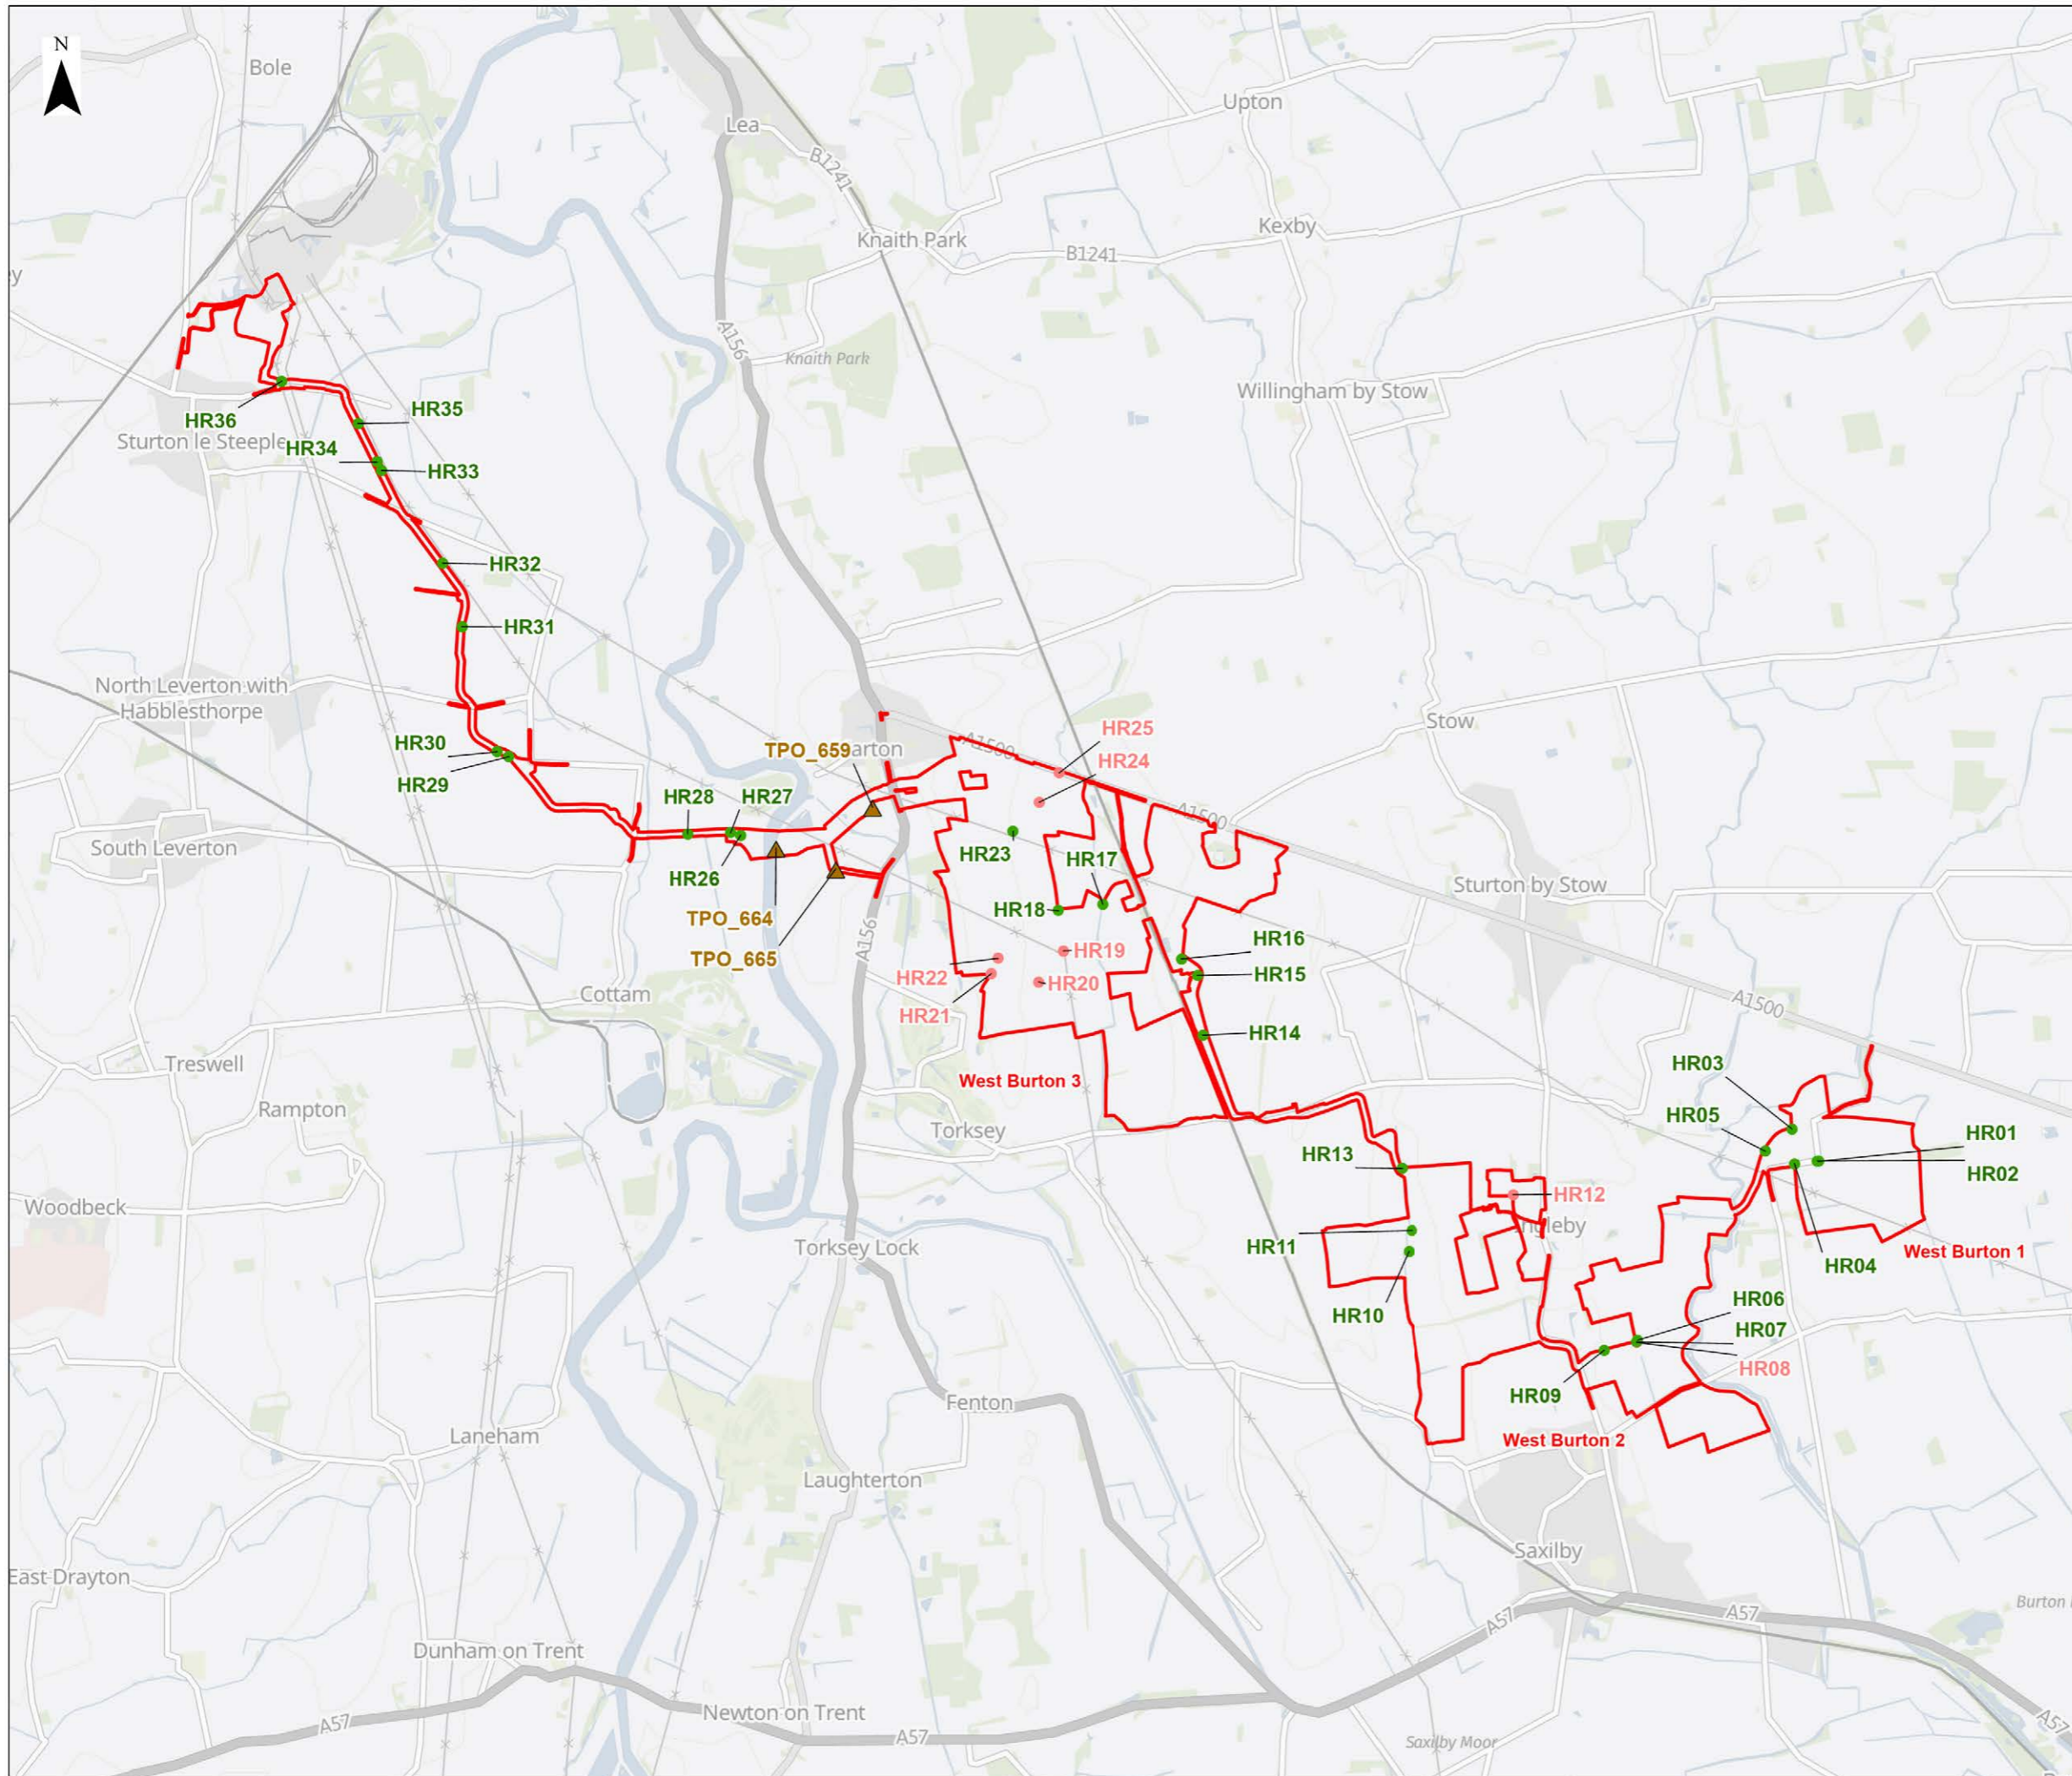 N
Bole
Upton
Lea
B1241
Kexby
Knaith Park
B1241
ey
A156
Knaith Park
Willingham by Stow
HR35
HR36
Sturton le Steeple
HR34
HR33
HR32
HR31
North Leverton with
Habblesthorpe
Stow
HR25
HR30
TPO_659
arton
A1500
HR24
HR29
HR28
HR27
A1500
South Leverton
HR23
HR17
HR26
Sturton by Stow
TPO_664
HR18
A156
HR16
TPO_665
HR19
HR22
HR15
HR20
Cottam
A1500
HR21
HR14
Treswell
HR03
West Burton 3
Rampton
HR05
Torksey
HR01
HR13
HR02
Woodbeck
HR12
ngleby
Torksey Lock
HR11
West Burton 1
HR04
HR06
HR10
HR07
HR08
HR09
Fenton
Laneham
West Burton 2
Laughterton
Saxilby
East Drayton
Burton
A57
A57
Dunham on Trent
Newton on Trent
A57
A57
A57
Saxilby Moor